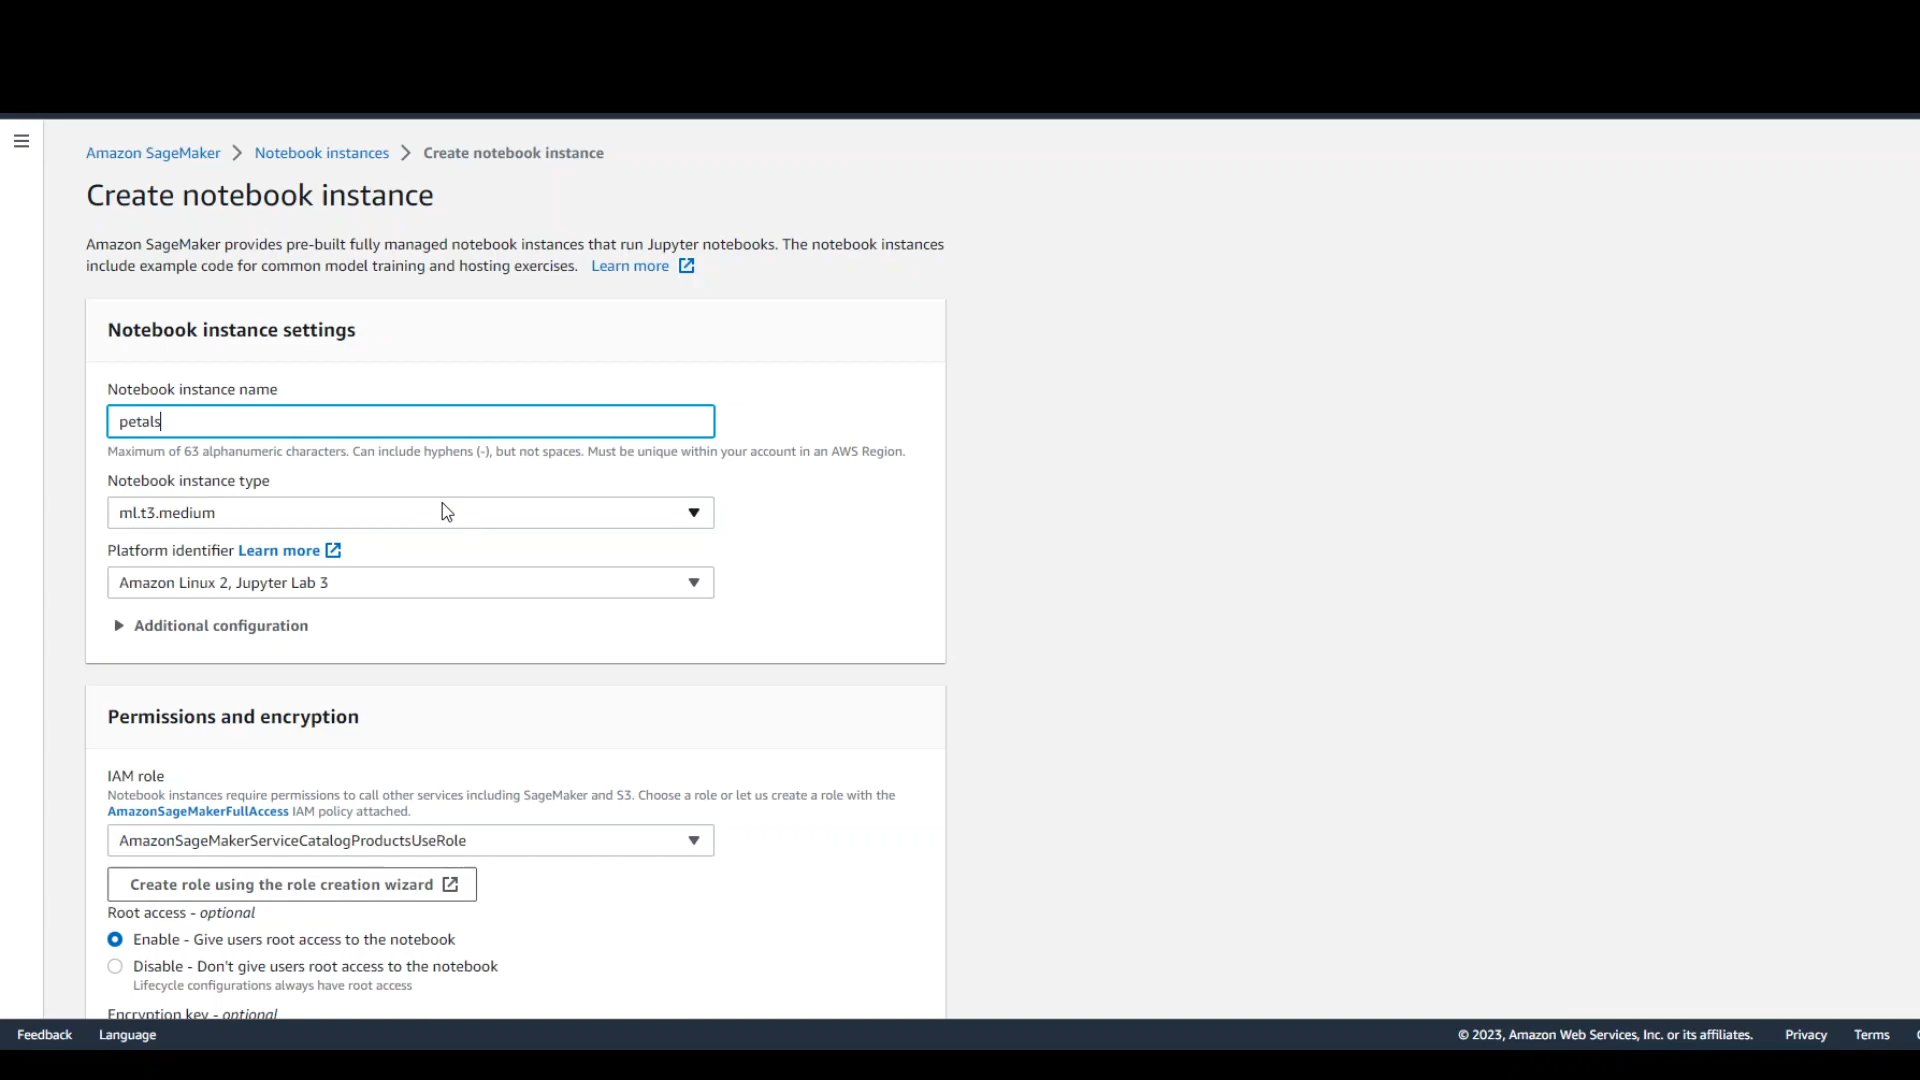 Amazon SageMaker > Notebook instances > Create notebook instance
Create notebook instance
Amazon SageMaker provides pre-built fully managed notebook instances that run Jupyter notebooks. The notebook instances
include example code for common model training and hosting exercises. Learn more
Notebook instance settings
Notebook instance name
petals
Maximum of 63 alphanumeric characters. Can include hyphens (-), but not spaces. Must be unique within your account in an AWS Region.
Notebook instance type
ml.t3.medium
Platform identifier Learn more
Amazon Linux 2, Jupyter Lab 3
Additional configuration
Permissions and encryption
IAM role
Notebook instances require permissions to call other services including SageMaker and S3. Choose a role or let us create a role with the
AmazonSageMakerFullAccess IAM policy attached.
AmazonSageMakerServiceCatalogProductsUseRole
Create role using the role creation wizard
Root access - optional
Enable - Give users root access to the notebook
Disable - Don't give users root access to the notebook
Lifecycle configurations always have root access
Encryption key - optional
Feedback Language © 2023, Amazon Web Services, Inc. or its affiliates. Privacy Terms